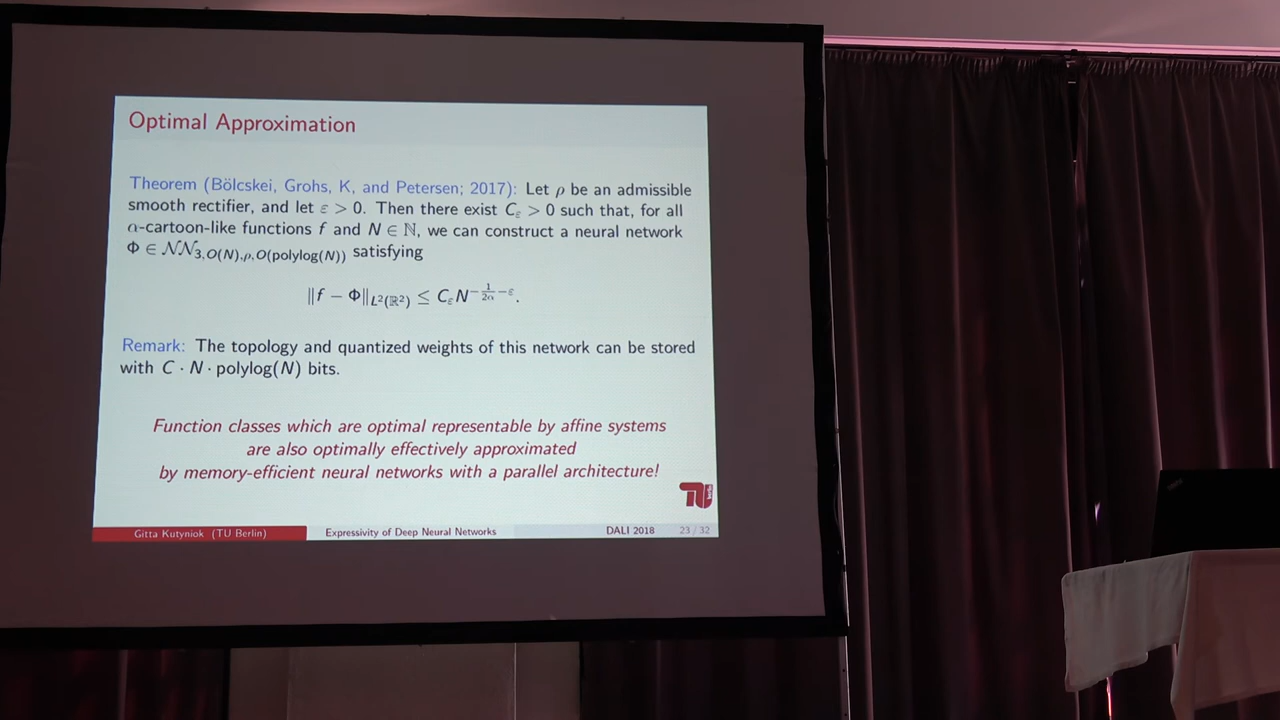 Optimal Approximation
Theorem (Bölcskei, Grohs, K, and Petersen; 2017): Let ρ be an admissible
smooth rectifier, and let ε > 0. Then there exist C_ε > 0 such that, for all
α-cartoon-like functions f and N ∈ ℕ, we can construct a neural network
Φ ∈ 𝒩𝒩_{3,O(N),ρ,O(polylog(N))} satisfying
‖f − Φ‖_{L²(ℝ²)} ≤ C_ε N^{−1/(2α)−ε}.
Remark: The topology and quantized weights of this network can be stored
with C · N · polylog(N) bits.
Function classes which are optimal representable by affine systems
are also optimally effectively approximated
by memory-efficient neural networks with a parallel architecture!
TU berlin
Gitta Kutyniok (TU Berlin) Expressivity of Deep Neural Networks DALI 2018 23 / 32